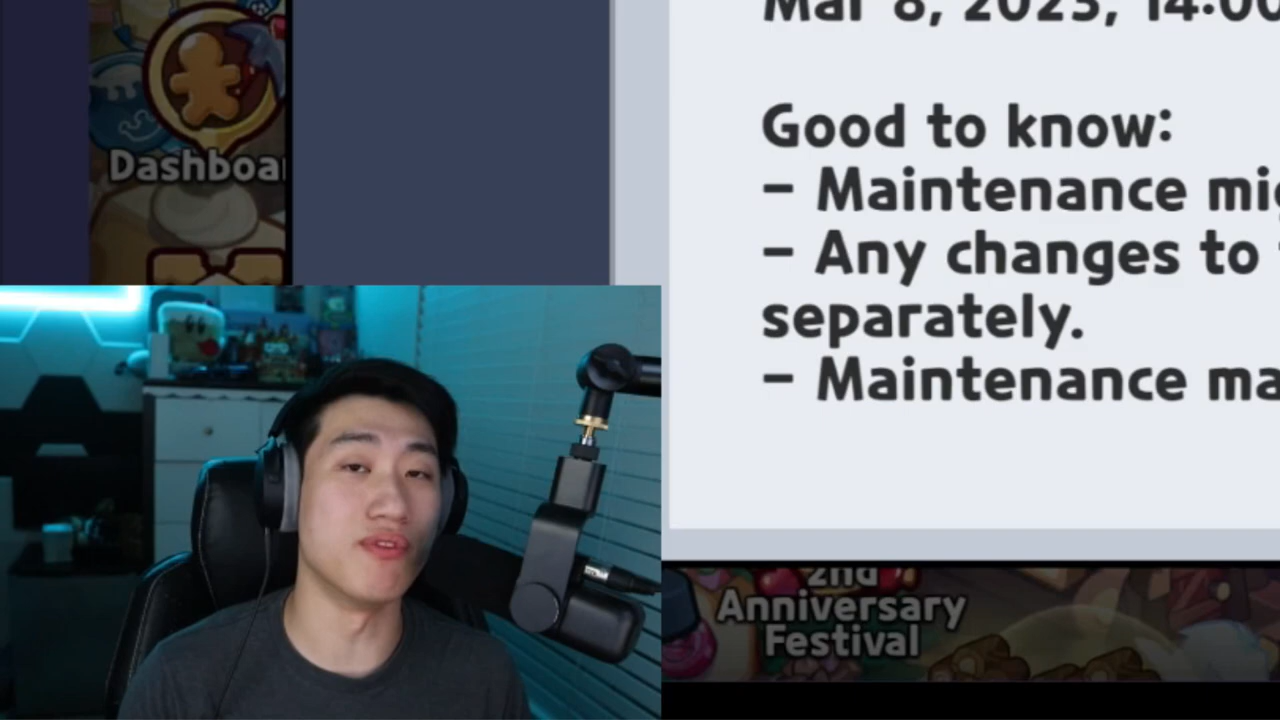 Mar 8, 2023, 14:00
Dashboa
Good to know:
– Maintenance mig
– Any changes to
separately.
– Maintenance ma
2nd
Anniversary
Festival